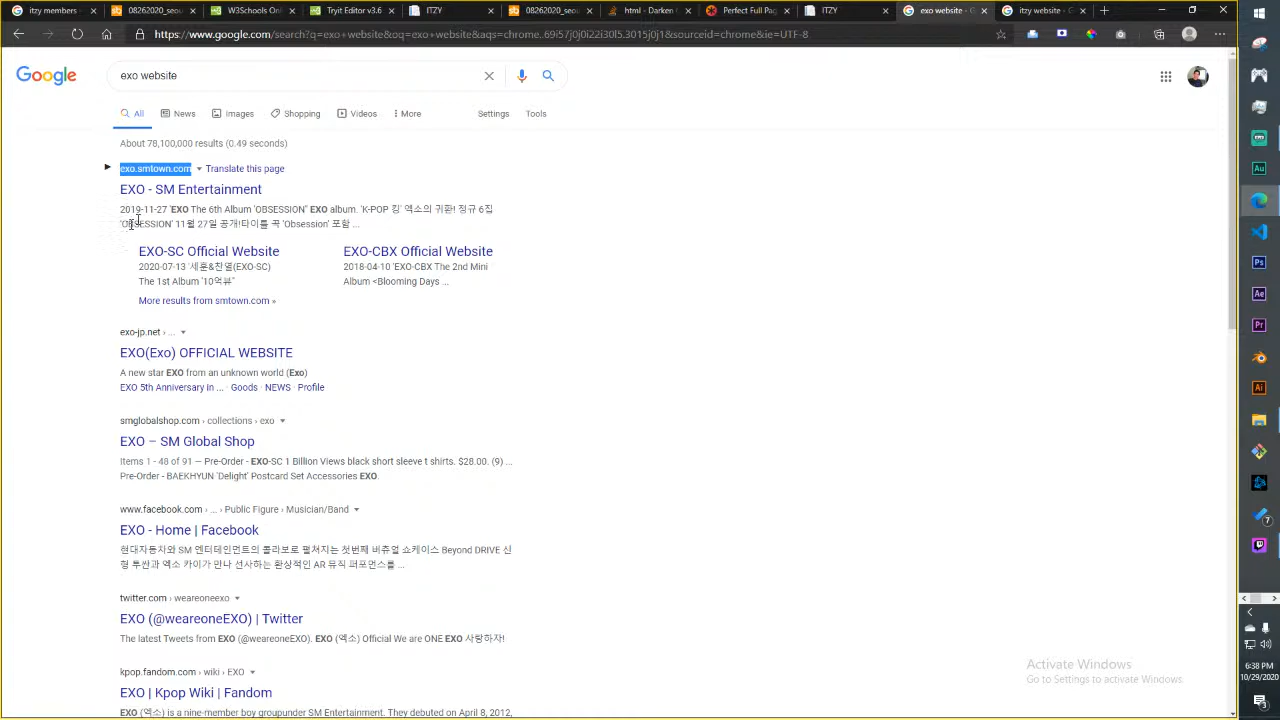 itzy members -
08262020_seou
W3Schools Onl
Tryit Editor v3.6
ITZY
08262020_seou
html - Darken
Perfect Full Pag
ITZY
exo website - G
itzy website - G
https://www.google.com/search?q=exo+website&oq=exo+website&aqs=chrome..69i57j0j0i22i30l5.3015j0j1&sourceid=chrome&ie=UTF-8
Google
exo website
All
News
Images
Shopping
Videos
More
Settings
Tools
About 78,100,000 results (0.49 seconds)
exo.smtown.com Translate this page
EXO - SM Entertainment
2019-11-27 'EXO The 6th Album 'OBSESSION'' EXO album. 'K-POP 킹' 엑소의 귀환! 정규 6집
'OBSESSION' 11월 27일 공개!타이틀 곡 'Obsession' 포함 ...
EXO-SC Official Website
2020-07-13 '세훈&찬열(EXO-SC)
The 1st Album '10억뷰''
EXO-CBX Official Website
2018-04-10 'EXO-CBX The 2nd Mini
Album <Blooming Days ...
More results from smtown.com »
exo-jp.net › ...
EXO(Exo) OFFICIAL WEBSITE
A new star EXO from an unknown world (Exo)
EXO 5th Anniversary in ... · Goods · NEWS · Profile
smglobalshop.com › collections › exo
EXO – SM Global Shop
Items 1 - 48 of 91 — Pre-Order - EXO-SC 1 Billion Views black short sleeve t shirts. $28.00. (9) ...
Pre-Order - BAEKHYUN 'Delight' Postcard Set Accessories EXO.
www.facebook.com › ... › Public Figure › Musician/Band
EXO - Home | Facebook
현대자동차와 SM 엔터테인먼트의 콜라보로 펼쳐지는 첫번째 버츄얼 쇼케이스 Beyond DRIVE 신
형 투싼과 엑소 카이가 만나 선사하는 환상적인 AR 뮤직 퍼포먼스를 ...
twitter.com › weareoneexo
EXO (@weareoneEXO) | Twitter
The latest Tweets from EXO (@weareoneEXO). EXO (엑소) Official We are ONE EXO 사랑하자!
kpop.fandom.com › wiki › EXO
EXO | Kpop Wiki | Fandom
EXO (엑소) is a nine-member boy groupunder SM Entertainment. They debuted on April 8, 2012,
Activate Windows
Go to Settings to activate Windows.
Au
Ps
Ae
Pr
Ai
7
6:38 PM
10/29/2020
3